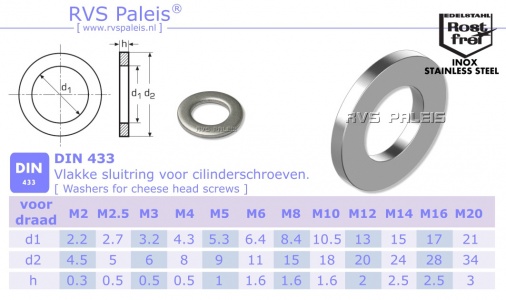 RVS Paleis®
[ www.rvspaleis.nl ]
EDELSTAHL
Rost
frei
INOX
STAINLESS STEEL
h
d1
d1 d2
RVS PALEIS
DIN
433
DIN 433
Vlakke sluitring voor cilinderschroeven.
[ Washers for cheese head screws ]
voor draad M2 M2.5 M3 M4 M5 M6 M8 M10 M12 M14 M16 M20
d1 2.2 2.7 3.2 4.3 5.3 6.4 8.4 10.5 13 15 17 21
d2 4.5 5 6 8 9 11 15 18 20 24 28 34
h 0.3 0.5 0.5 0.5 1 1.6 1.6 1.6 2 2.5 2.5 3